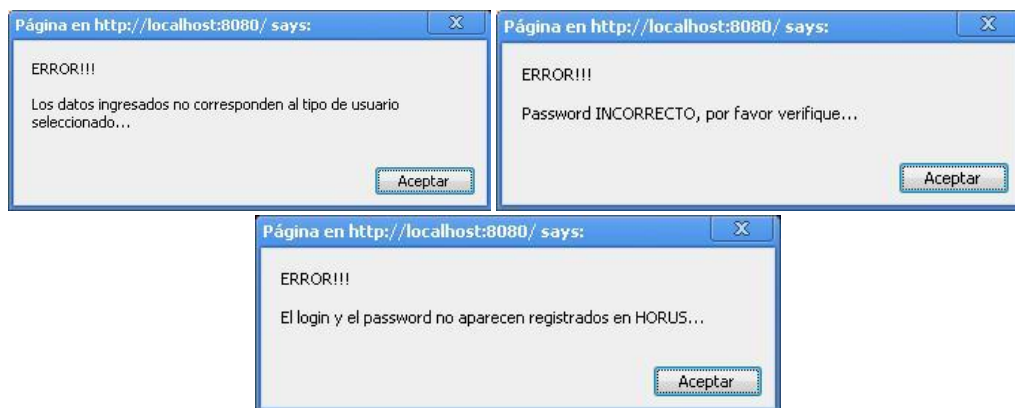 Página en http://localhost:8080/ says:
ERROR!!!
Los datos ingresados no corresponden al tipo de usuario
seleccionado...
Aceptar
Página en http://localhost:8080/ says:
ERROR!!!
Password INCORRECTO, por favor verifique...
Aceptar
Página en http://localhost:8080/ says:
ERROR!!!
El login y el password no aparecen registrados en HORUS...
Aceptar